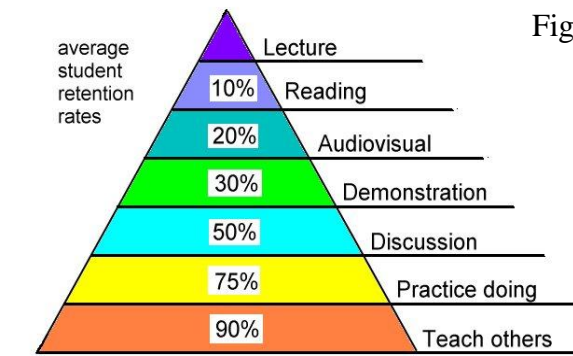 Fig
average
student
retention
rates
Lecture
10% Reading
20% Audiovisual
30% Demonstration
50% Discussion
75% Practice doing
90% Teach others